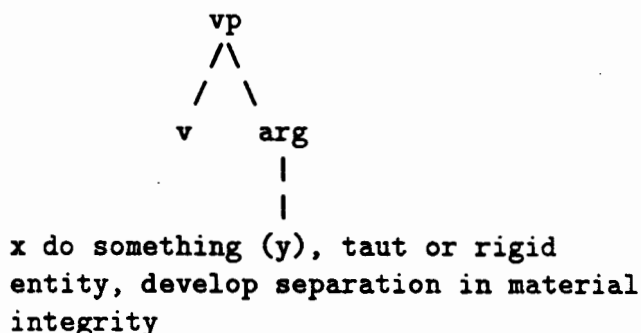 vp
v arg
x do something (y), taut or rigid
entity, develop separation in material
integrity